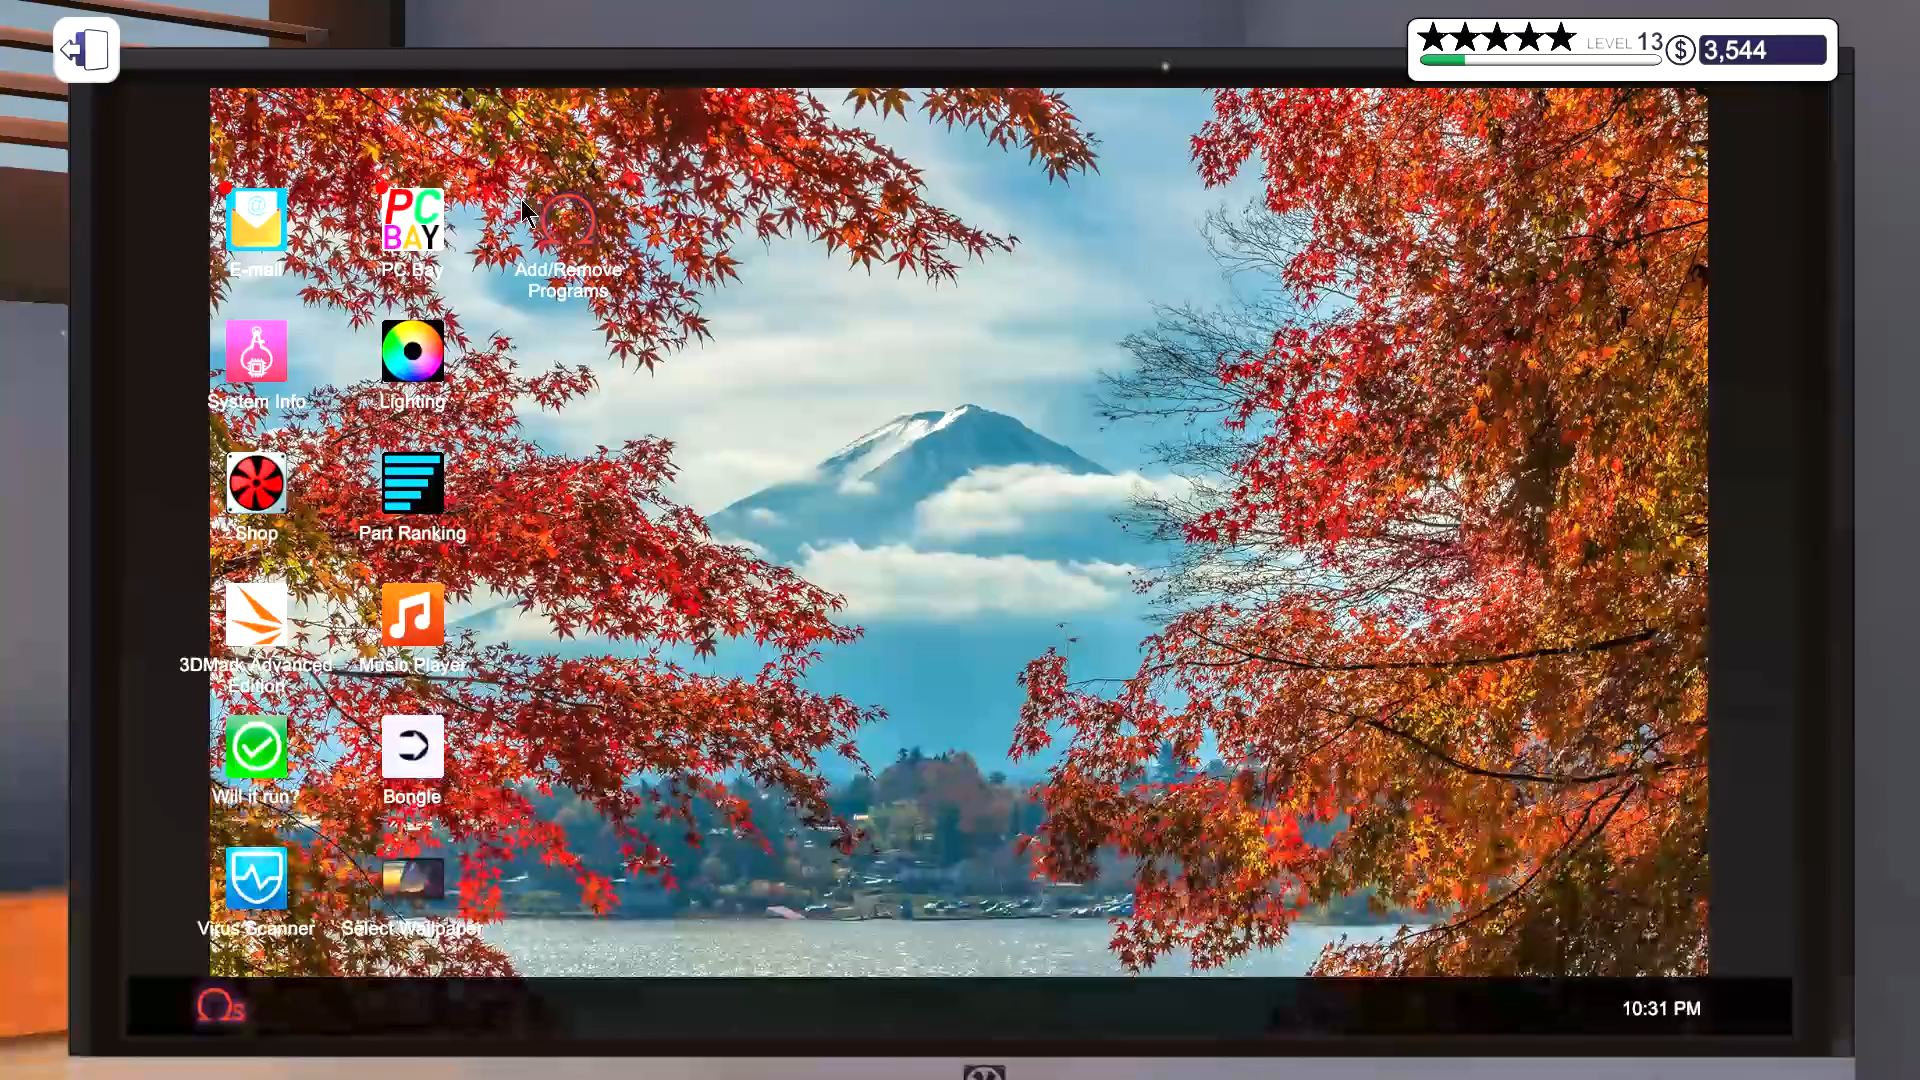 LEVEL 13
$ 3,544
@
E-mail
PC
BAY
PC Bay
Add/Remove
Programs
System Info
Lighting
Shop
Part Ranking
3DMark Advanced
Edition
Music Player
Will it run?
Bongle
Virus Scanner
Select Wallpaper
Ωs
10:31 PM